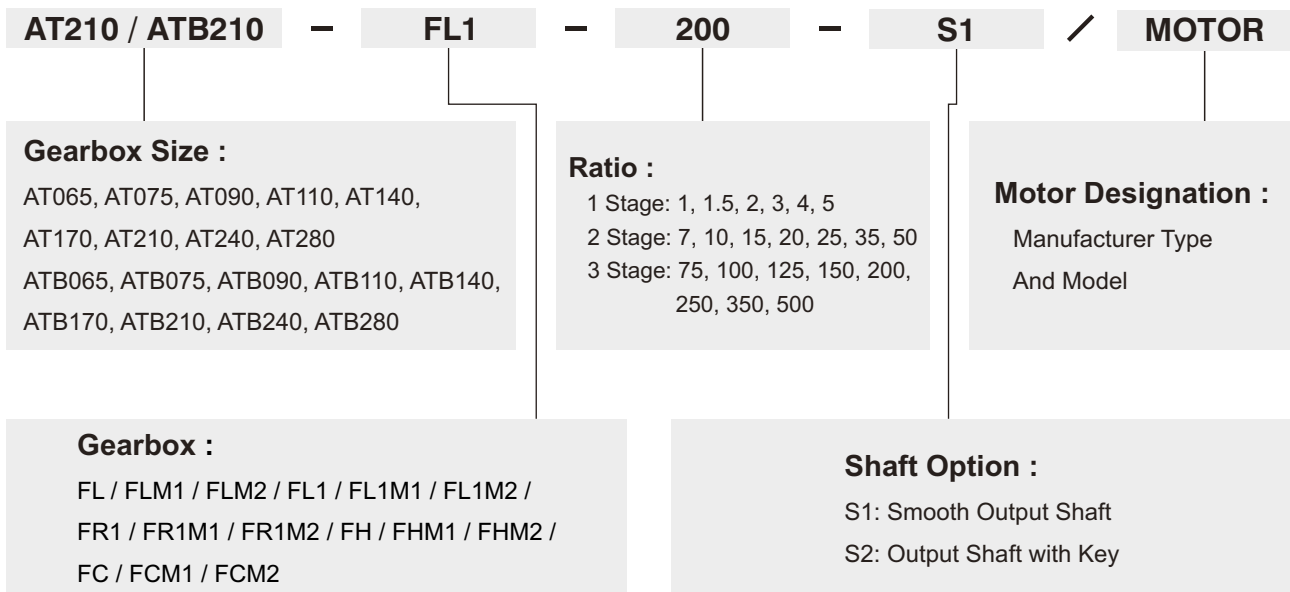 AT210 / ATB210 – FL1 – 200 – S1 / MOTOR
Gearbox Size :
AT065, AT075, AT090, AT110, AT140,
AT170, AT210, AT240, AT280
ATB065, ATB075, ATB090, ATB110, ATB140,
ATB170, ATB210, ATB240, ATB280
Ratio :
1 Stage: 1, 1.5, 2, 3, 4, 5
2 Stage: 7, 10, 15, 20, 25, 35, 50
3 Stage: 75, 100, 125, 150, 200,
250, 350, 500
Motor Designation :
Manufacturer Type
And Model
Gearbox :
FL / FLM1 / FLM2 / FL1 / FL1M1 / FL1M2 /
FR1 / FR1M1 / FR1M2 / FH / FHM1 / FHM2 /
FC / FCM1 / FCM2
Shaft Option :
S1: Smooth Output Shaft
S2: Output Shaft with Key